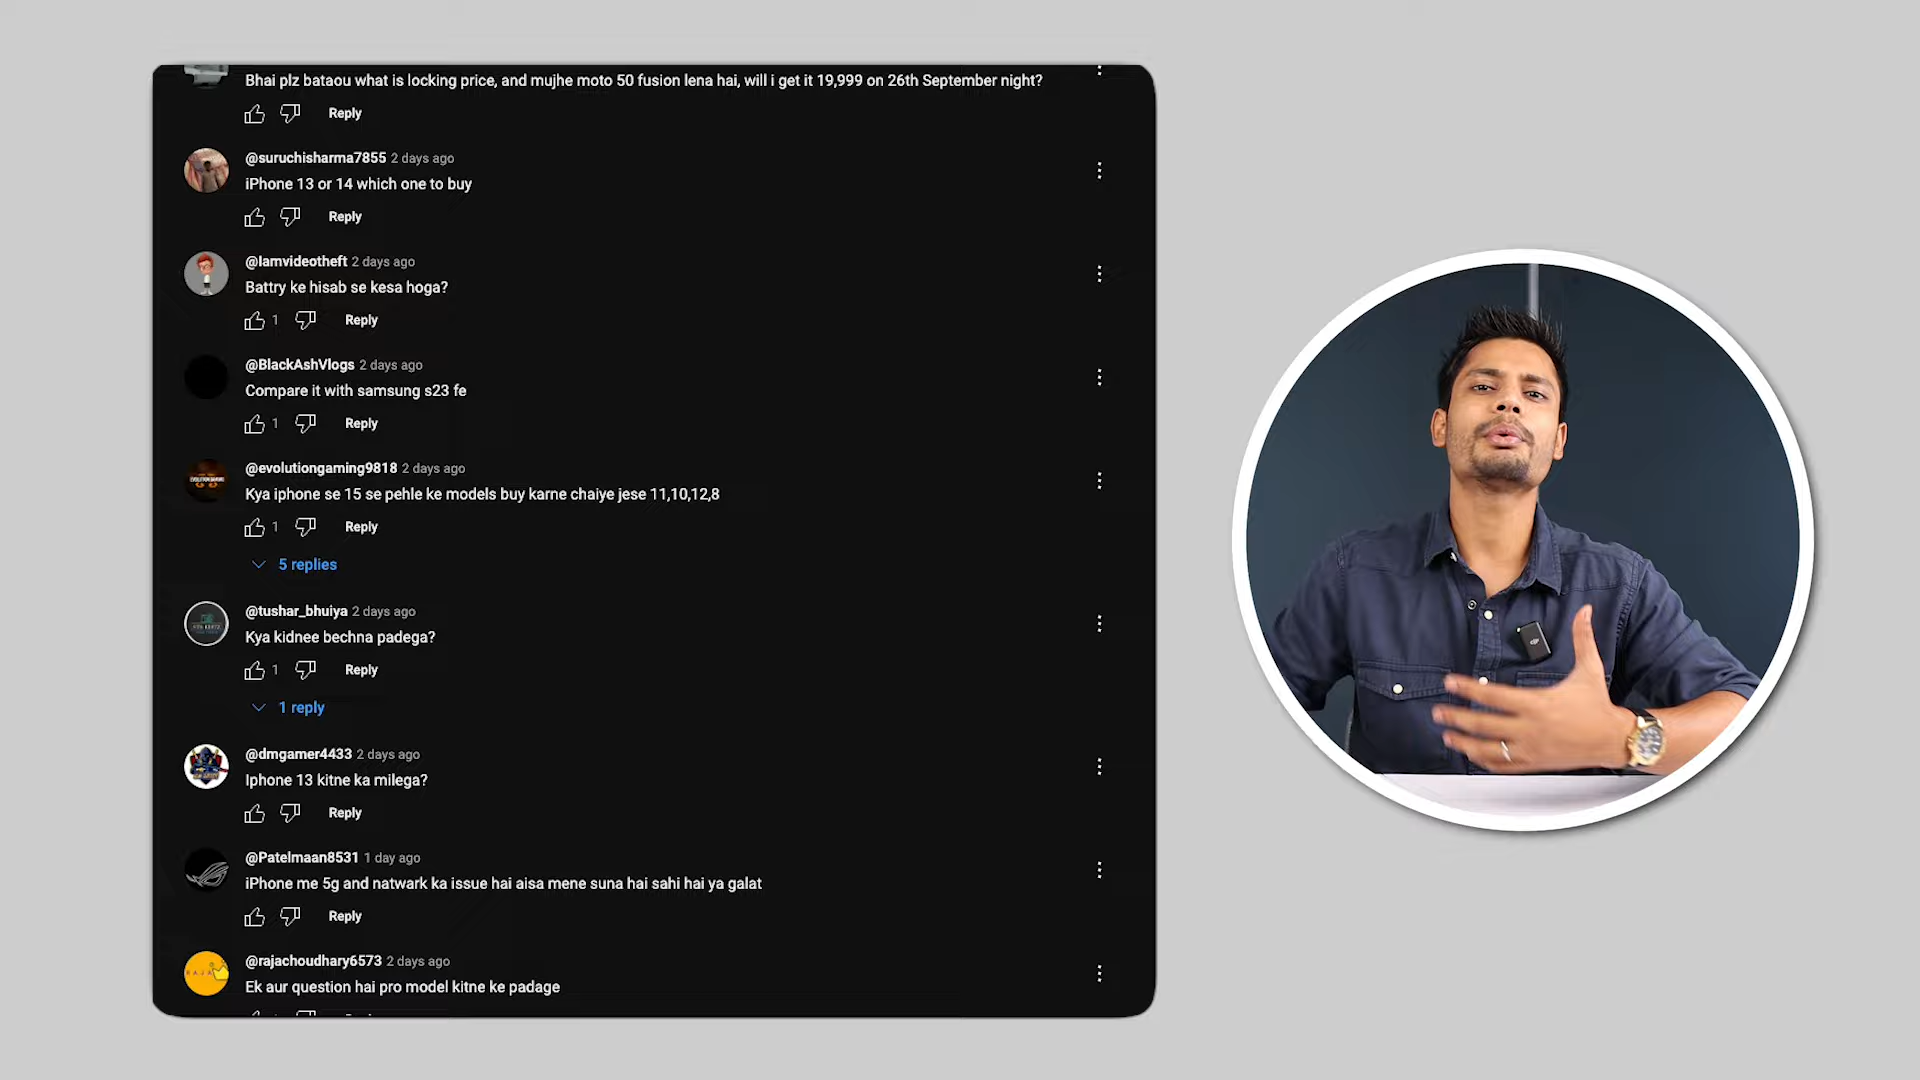 Bhai plz bataou what is locking price, and mujhe moto 50 fusion lena hai, will i get it 19,999 on 26th September night?
Reply
@suruchisharma7855 2 days ago
iPhone 13 or 14 which one to buy
Reply
@Iamvideotheft 2 days ago
Battry ke hisab se kesa hoga?
1 Reply
@BlackAshVlogs 2 days ago
Compare it with samsung s23 fe
1 Reply
@evolutiongaming9818 2 days ago
Kya iphone se 15 se pehle ke models buy karne chaiye jese 11,10,12,8
1 Reply
5 replies
@tushar_bhuiya 2 days ago
Kya kidnee bechna padega?
1 Reply
1 reply
@dmgamer4433 2 days ago
Iphone 13 kitne ka milega?
Reply
@Patelmaan8531 1 day ago
iPhone me 5g and natwark ka issue hai aisa mene suna hai sahi hai ya galat
Reply
@rajachoudhary6573 2 days ago
RAJA
Ek aur question hai pro model kitne ke padage